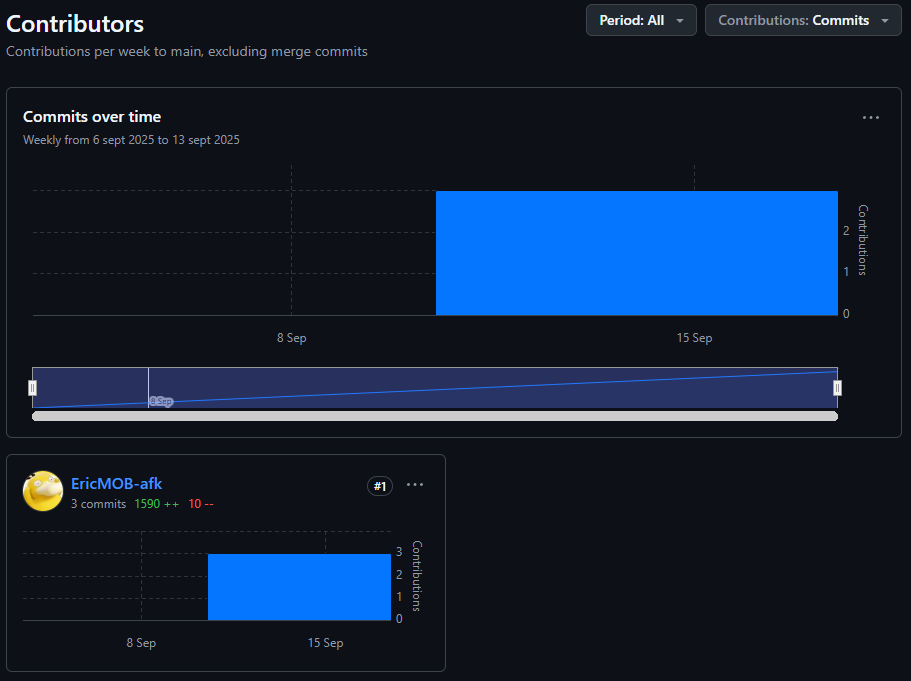 Contributors
Period: All
Contributions: Commits
Contributions per week to main, excluding merge commits
Commits over time
Weekly from 6 sept 2025 to 13 sept 2025
Contributions
2
1
0
8 Sep
15 Sep
8 Sep
EricMOB-afk
#1
3 commits 1590 ++ 10 --
Contributions
3
2
1
0
8 Sep
15 Sep